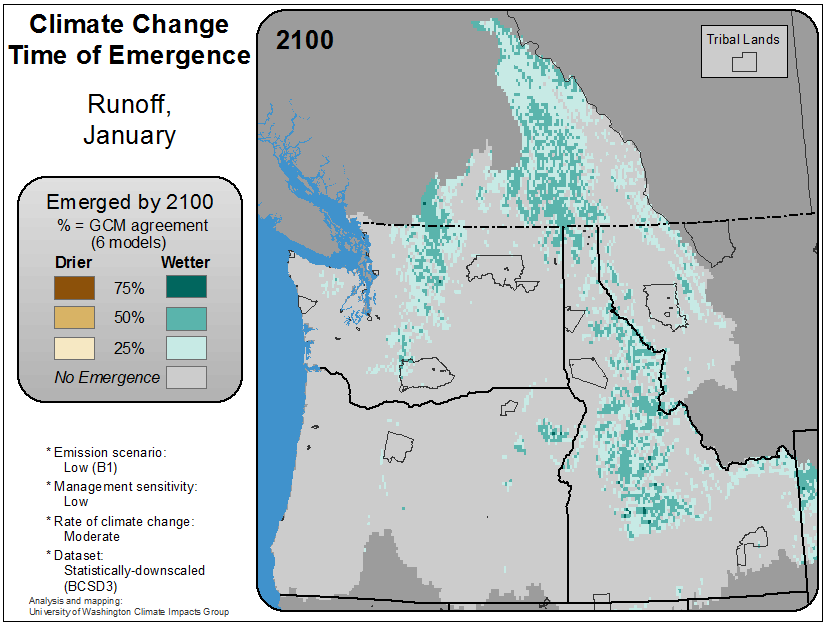 Climate Change
Time of Emergence
Runoff,
January
Emerged by 2100
% = GCM agreement
(6 models)
Drier Wetter
75%
50%
25%
No Emergence
* Emission scenario:
Low (B1)
* Management sensitivity:
Low
* Rate of climate change:
Moderate
* Dataset:
Statistically-downscaled
(BCSD3)
Analysis and mapping:
University of Washington Climate Impacts Group
2100
Tribal Lands